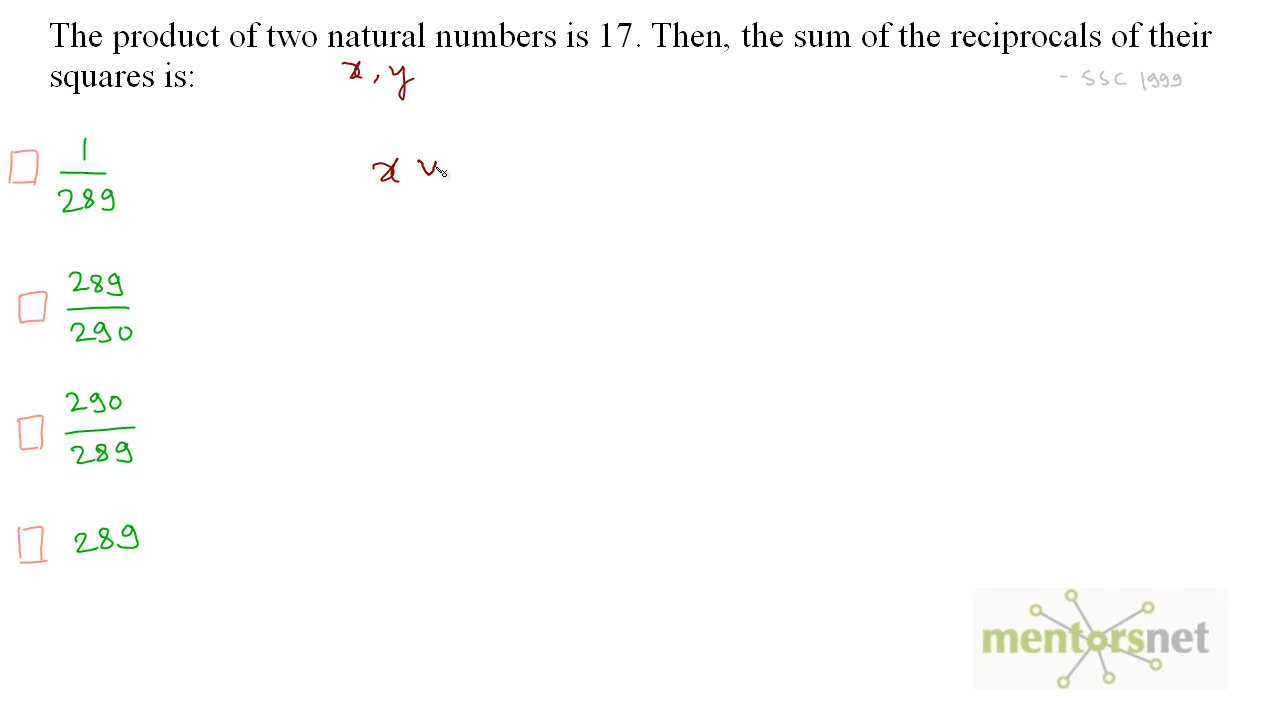 The product of two natural numbers is 17. Then, the sum of the reciprocals of their
squares is:
x, y
- SSC 1999
x
1
289
289
290
290
289
289
mentorsnet